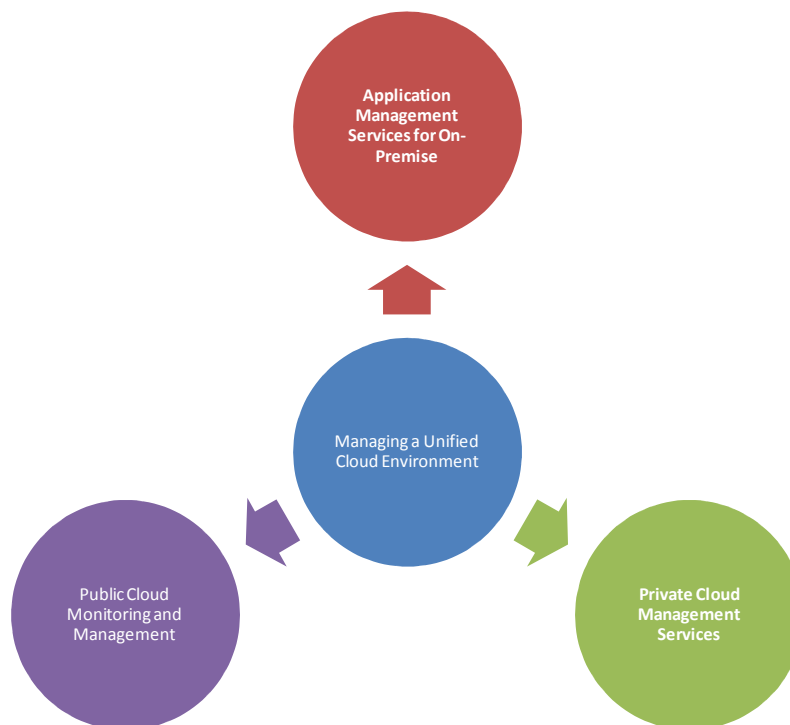 Application
Management
Services for On-
Premise
Managing a Unified
Cloud Environment
Public Cloud
Monitoring and
Management
Private Cloud
Management
Services